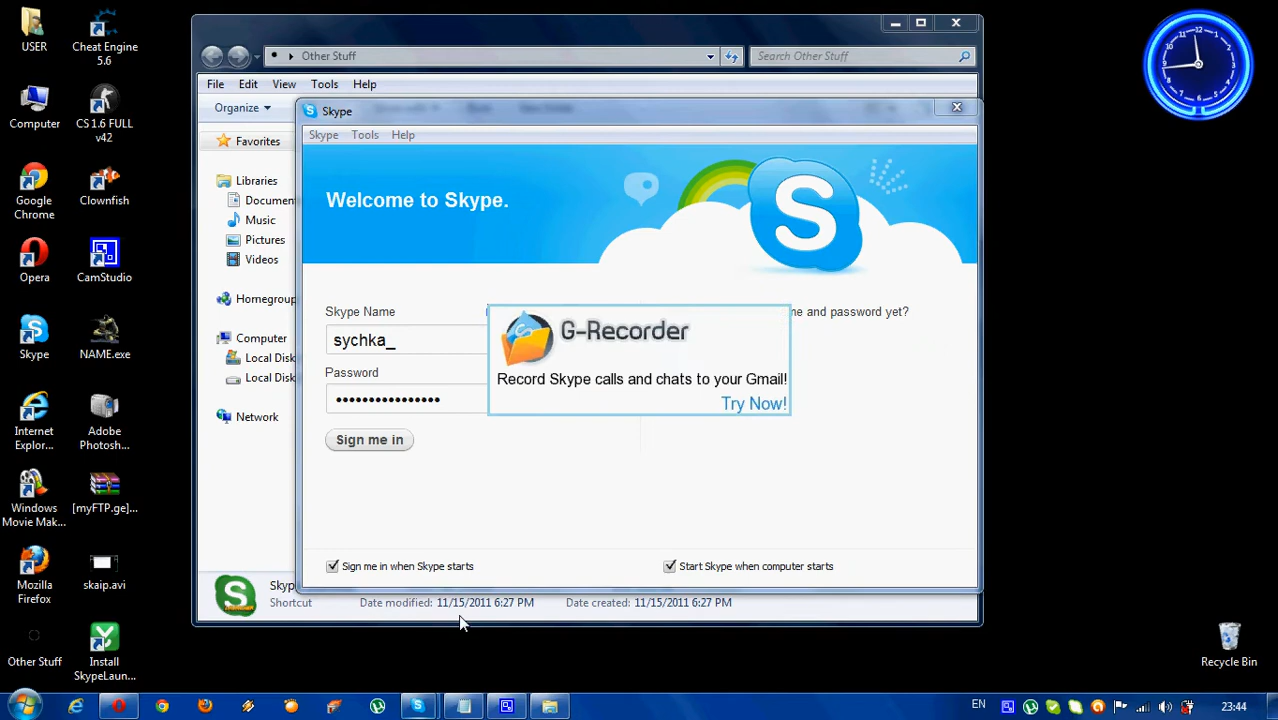 USER
Cheat Engine
5.6
Computer
CS 1.6 FULL
v42
Google
Chrome
Clownfish
Opera
CamStudio
Skype
NAME.exe
Internet
Explor...
Adobe
Photosh...
Windows
Movie Mak...
[myFTP.ge]...
Mozilla
Firefox
skaip.avi
Other Stuff
Install
SkypeLaun...
Other Stuff
Search Other Stuff
File Edit View Tools Help
Organize
Favorites
Libraries
Documen
Music
Pictures
Videos
Homegroup
Computer
Local Disk
Local Disk
Network
Skype
Skype Tools Help
Welcome to Skype.
S
Skype Name
me and password yet?
sychka_
Password
G-Recorder
Record Skype calls and chats to your Gmail!
Try Now!
Sign me in
Sign me in when Skype starts
Start Skype when computer starts
Skyp
Shortcut
Date modified: 11/15/2011 6:27 PM
Date created: 11/15/2011 6:27 PM
Recycle Bin
EN
23:44